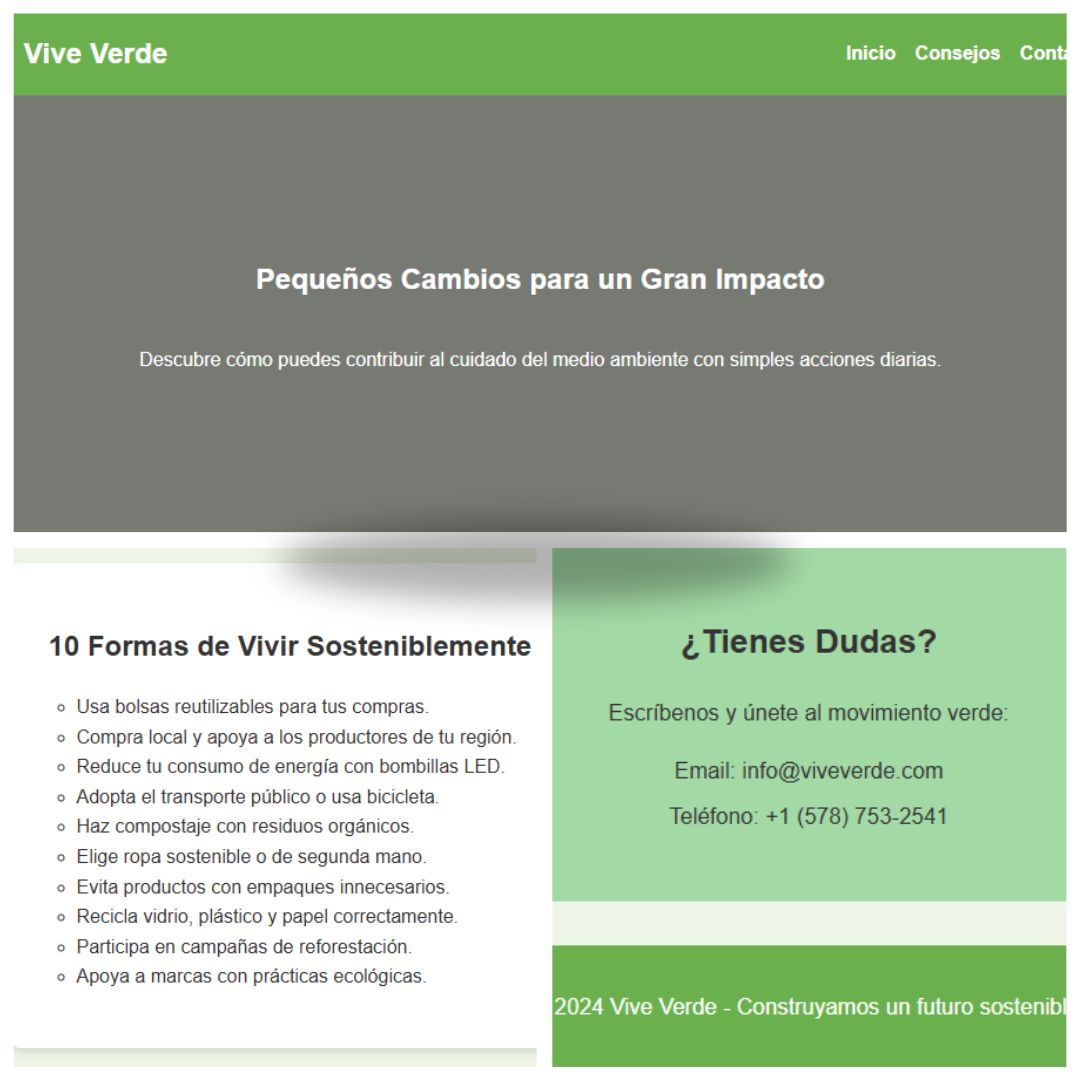 Vive Verde
Inicio Consejos
Pequeños Cambios para un Gran Impacto
Descubre cómo puedes contribuir al cuidado del medio ambiente con simples acciones diarias.
10 Formas de Vivir Sosteniblemente
Usa bolsas reutilizables para tus compras.
Compra local y apoya a los productores de tu región.
Reduce tu consumo de energía con bombillas LED.
Adopta el transporte público o usa bicicleta.
Haz compostaje con residuos orgánicos.
Elige ropa sostenible o de segunda mano.
Evita productos con empaques innecesarios.
Recicla vidrio, plástico y papel correctamente.
Participa en campañas de reforestación.
Apoya a marcas con prácticas ecológicas.
¿Tienes Dudas?
Escríbenos y únete al movimiento verde:
Email: info@viveverde.com
Teléfono: +1 (578) 753-2541
2024 Vive Verde - Construyamos un futuro